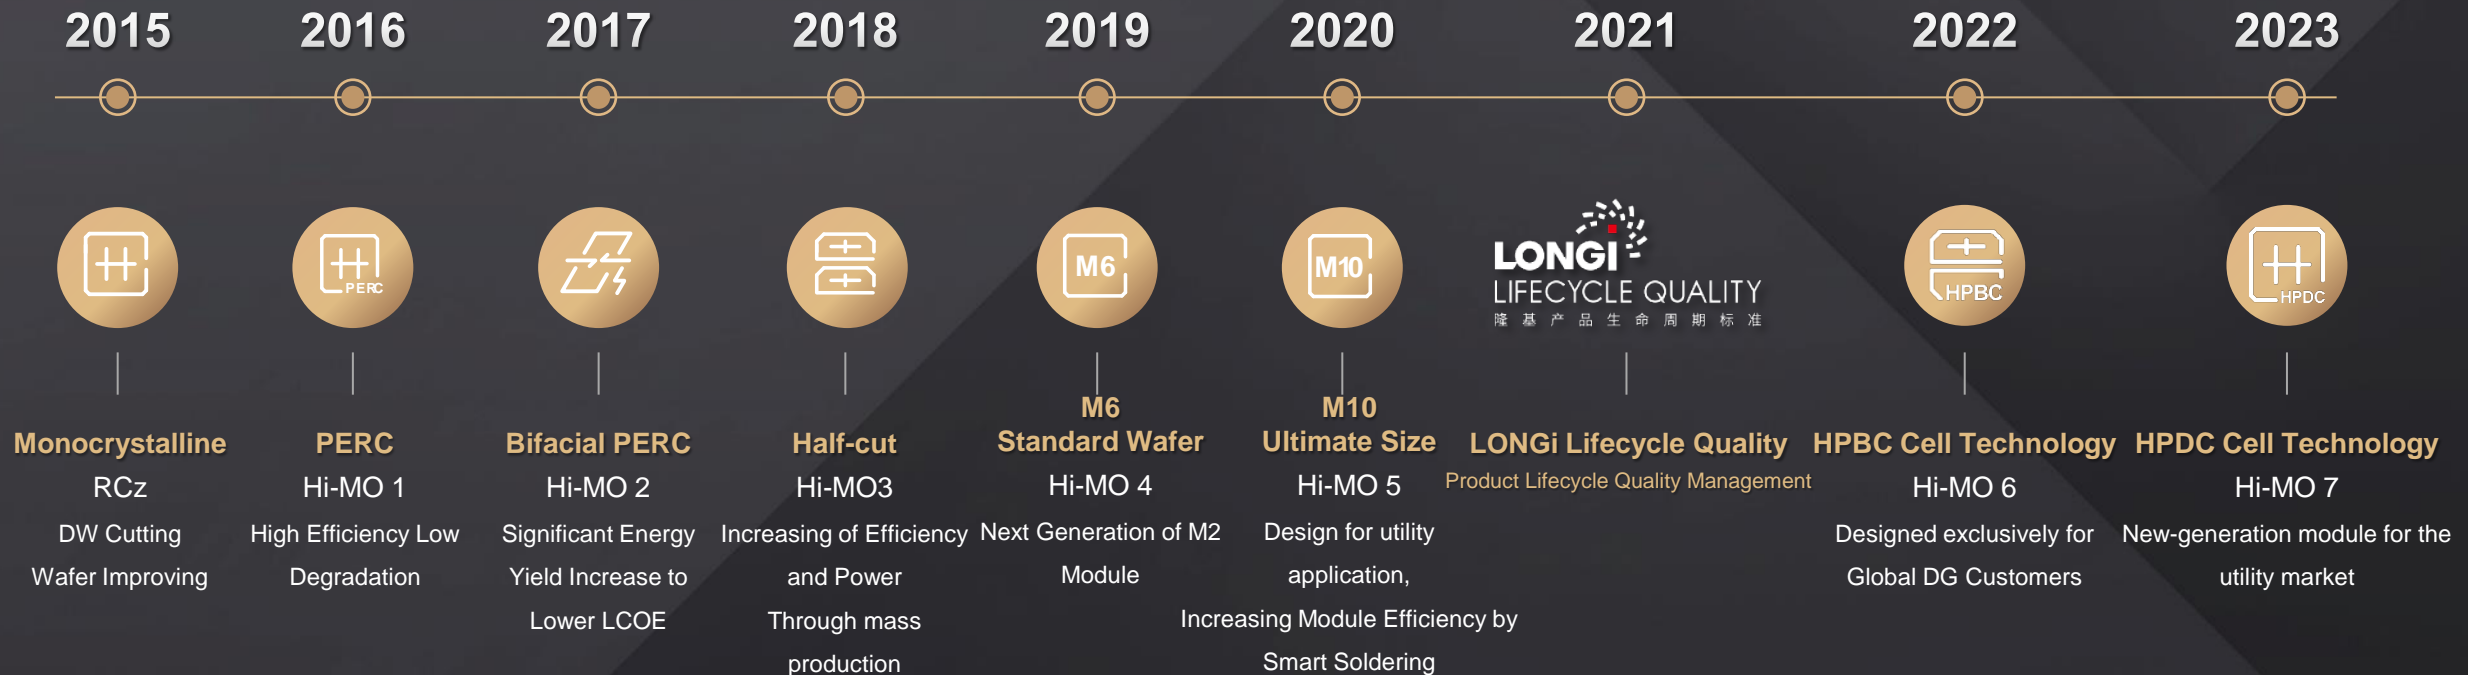 2015
2016
2017
2018
2019
2020
2021
2022
2023
PERC
M6
M10
LONGI
LIFECYCLE QUALITY
隆基产品生命周期标准
HPBC
HPDC
Monocrystalline
RCz
DW Cutting
Wafer Improving
PERC
Hi-MO 1
High Efficiency Low
Degradation
Bifacial PERC
Hi-MO 2
Significant Energy
Yield Increase to
Lower LCOE
Half-cut
Hi-MO3
Increasing of Efficiency
and Power
Through mass
production
M6
Standard Wafer
Hi-MO 4
Next Generation of M2
Module
M10
Ultimate Size
Hi-MO 5
Design for utility
application,
Increasing Module Efficiency by
Smart Soldering
LONGi Lifecycle Quality
Product Lifecycle Quality Management
HPBC Cell Technology
Hi-MO 6
Designed exclusively for
Global DG Customers
HPDC Cell Technology
Hi-MO 7
New-generation module for the
utility market